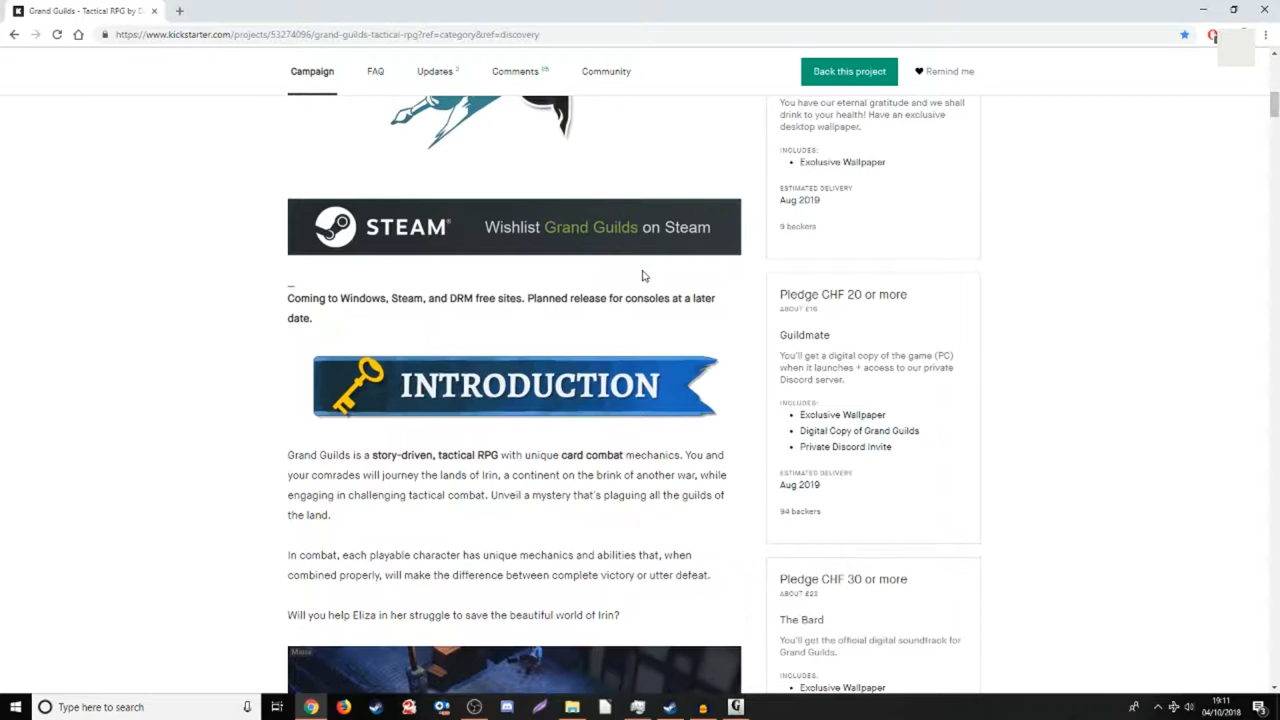 Grand Guilds - Tactical RPG by D
https://www.kickstarter.com/projects/53274096/grand-guilds-tactical-rpg?ref=category&ref=discovery
Campaign
FAQ
Updates 2
Comments
Community
Back this project
Remind me
STEAM®
Wishlist Grand Guilds on Steam
Coming to Windows, Steam, and DRM free sites. Planned release for consoles at a later
date.
INTRODUCTION
Grand Guilds is a story-driven, tactical RPG with unique card combat mechanics. You and
your comrades will journey the lands of Irin, a continent on the brink of another war, while
engaging in challenging tactical combat. Unveil a mystery that's plaguing all the guilds of
the land.
In combat, each playable character has unique mechanics and abilities that, when
combined properly, will make the difference between complete victory or utter defeat.
Will you help Eliza in her struggle to save the beautiful world of Irin?
You have our eternal gratitude and we shall
drink to your health! Have an exclusive
desktop wallpaper.
INCLUDES:
• Exclusive Wallpaper
ESTIMATED DELIVERY
Aug 2019
9 backers
Pledge CHF 20 or more
ABOUT £16
Guildmate
You'll get a digital copy of the game (PC)
when it launches + access to our private
Discord server.
INCLUDES:
• Exclusive Wallpaper
• Digital Copy of Grand Guilds
• Private Discord Invite
ESTIMATED DELIVERY
Aug 2019
94 backers
Pledge CHF 30 or more
ABOUT £23
The Bard
You'll get the official digital soundtrack for
Grand Guilds.
INCLUDES:
• Exclusive Wallpaper
Type here to search
19:11
04/10/2018